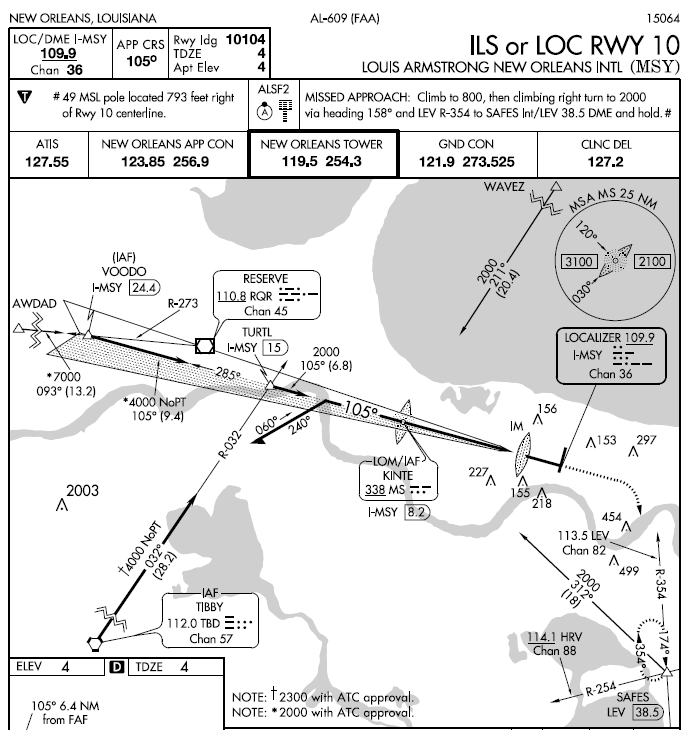 NEW ORLEANS, LOUISIANA
AL-609 (FAA)
15064
LOC/DME I-MSY
109.9
Chan 36
APP CRS
105°
Rwy ldg 10104
TDZE 4
Apt Elev 4
ILS or LOC RWY 10
LOUIS ARMSTRONG NEW ORLEANS INTL (MSY)
T
# 49 MSL pole located 793 feet right
of Rwy 10 centerline.
ALSF2
A
MISSED APPROACH: Climb to 800, then climbing right turn to 2000
via heading 158° and LEV R-354 to SAFES Int/LEV 38.5 DME and hold. #
ATIS
127.55
NEW ORLEANS APP CON
123.85 256.9
NEW ORLEANS TOWER
119.5 254.3
GND CON
121.9 273.525
CLNC DEL
127.2
WAVEZ
2000
211°
(20.4)
MSA MS 25 NM
120°
3100
2100
030°
(IAF)
VOODO
I-MSY 24.4
R-273
AWDAD
*7000
093° (13.2)
RESERVE
110.8 RQR
Chan 45
TURTL
I-MSY 15
2000
105° (6.8)
285°
*4000 NoPT
105° (9.4)
LOCALIZER 109.9
I-MSY
Chan 36
105°
060°
240°
R-032
LOM/IAF
KINTE
338 MS
I-MSY 8.2
IM
156
153
297
227
155
218
454
499
2003
113.5 LEV
Chan 82
R-354
†4000 NoPT
032°
(28.2)
IAF
TIBBY
112.0 TBD
Chan 57
2000
312°
(18)
114.1 HRV
Chan 88
R-254
354°
174°
SAFES
LEV 38.5
ELEV 4
D
TDZE 4
105° 6.4 NM
from FAF
NOTE: † 2300 with ATC approval.
NOTE: * 2000 with ATC approval.